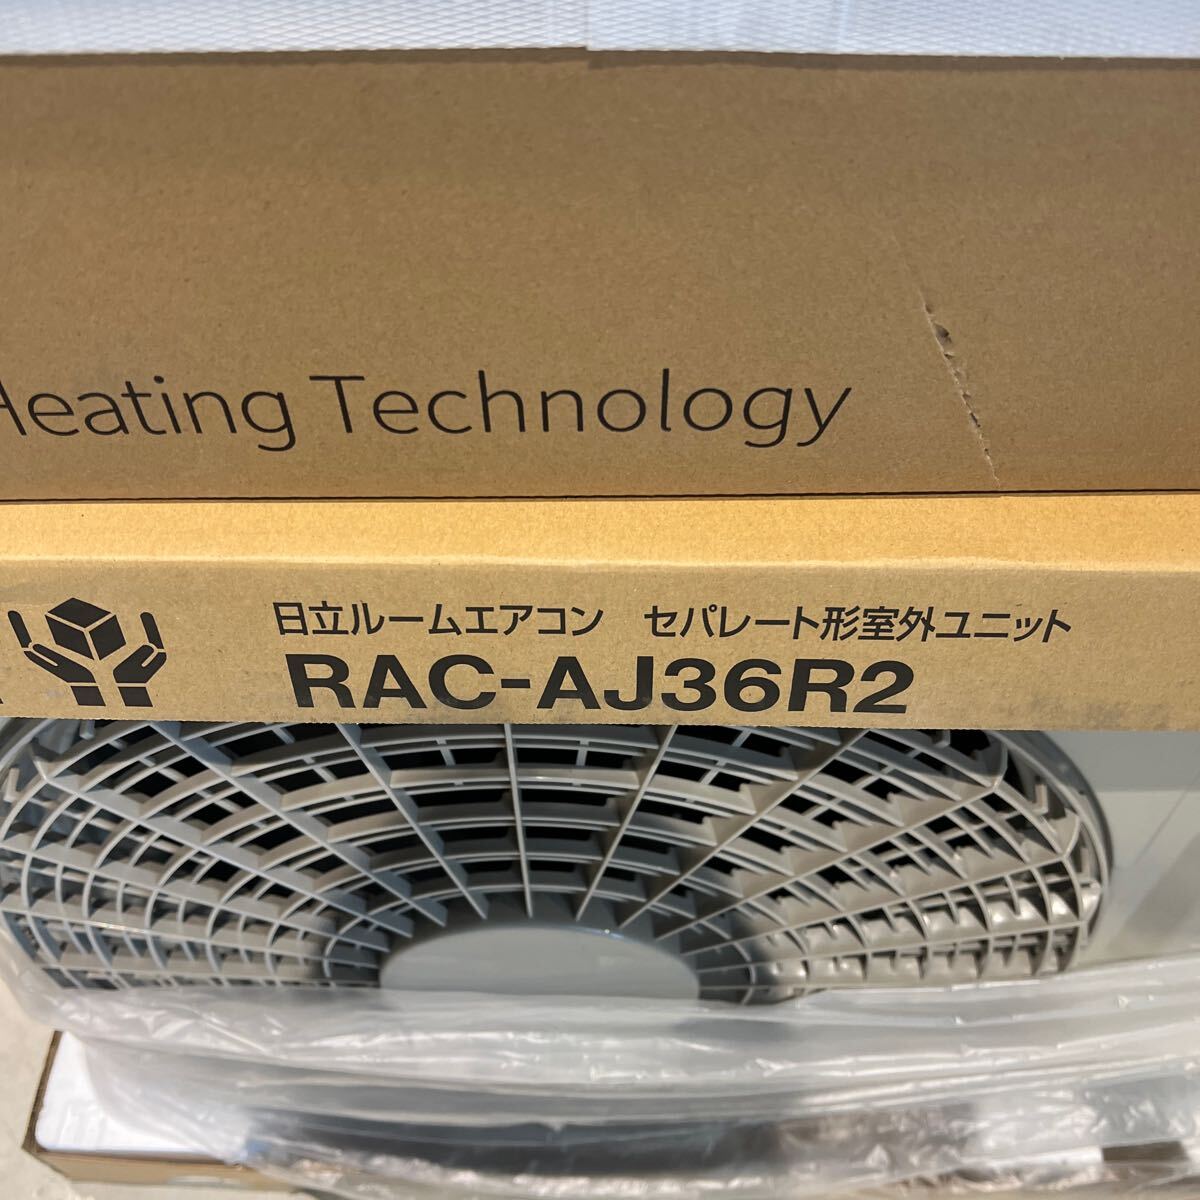 Heating Technology
日立ルームエアコン セパレート形室外ユニット
RAC-AJ36R2